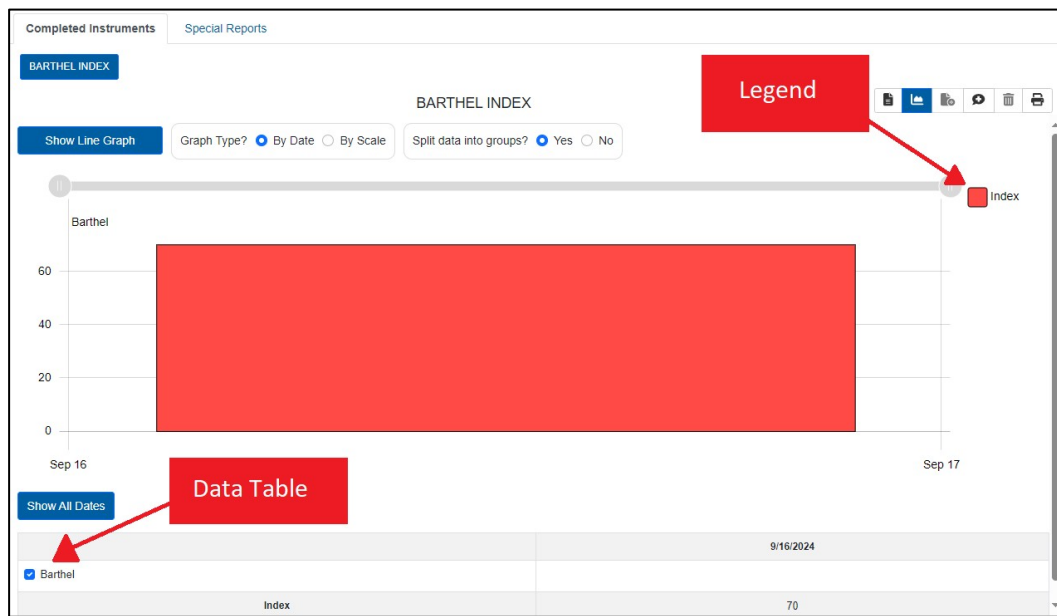 Completed Instruments Special Reports
BARTHEL INDEX
Legend
BARTHEL INDEX
Show Line Graph Graph Type? By Date By Scale Split data into groups? Yes No
Index
Barthel
60
40
20
0
Sep 16 Sep 17
Data Table
Show All Dates
9/16/2024
Barthel
Index 70